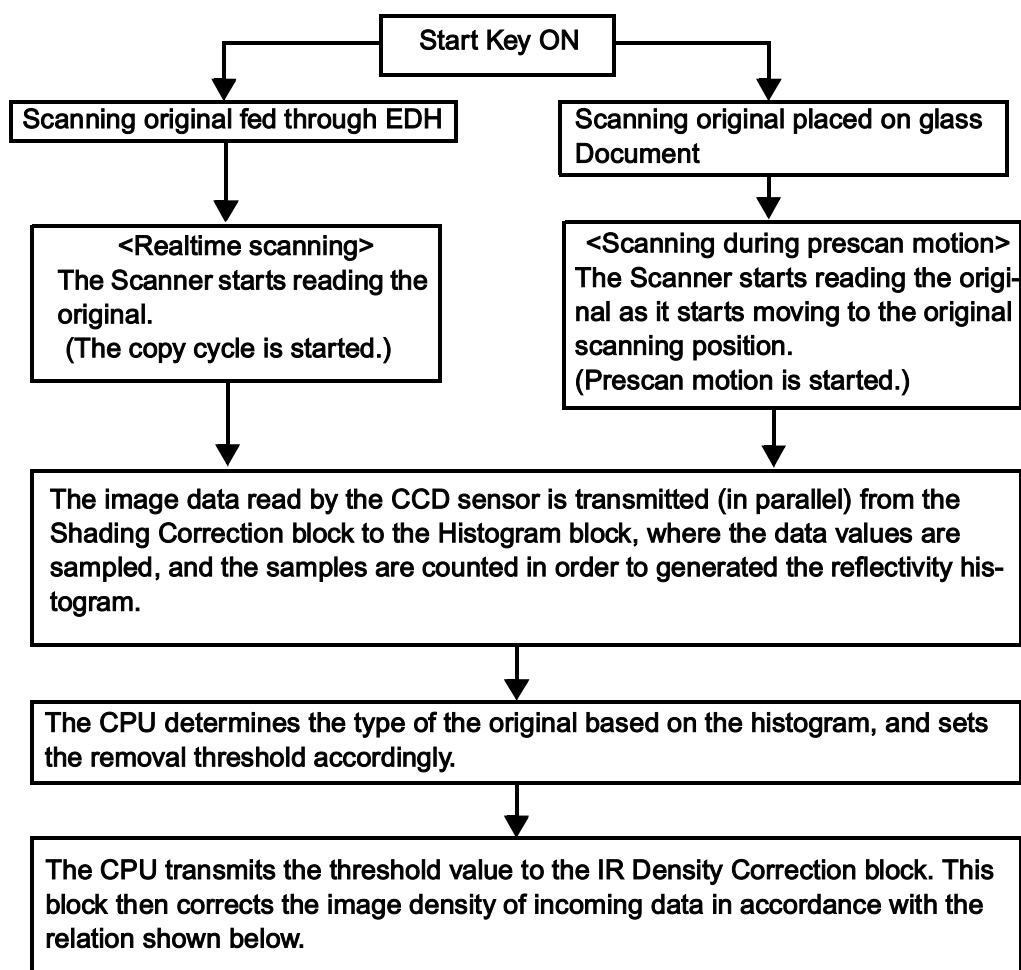 Start Key ON
Scanning original fed through EDH
Scanning original placed on glass
Document
<Realtime scanning>
The Scanner starts reading the
original.
(The copy cycle is started.)
<Scanning during prescan motion>
The Scanner starts reading the origi-
nal as it starts moving to the original
scanning position.
(Prescan motion is started.)
The image data read by the CCD sensor is transmitted (in parallel) from the
Shading Correction block to the Histogram block, where the data values are
sampled, and the samples are counted in order to generated the reflectivity his-
togram.
The CPU determines the type of the original based on the histogram, and sets
the removal threshold accordingly.
The CPU transmits the threshold value to the IR Density Correction block. This
block then corrects the image density of incoming data in accordance with the
relation shown below.